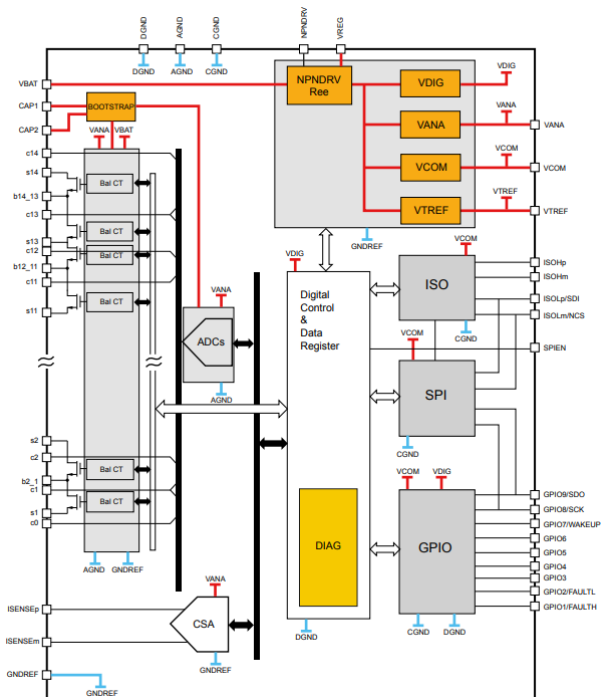 DGND
AGND
CGND
NPNDRV
VREG
DGND
AGND
CGND
VBAT
CAP1
CAP2
BOOTSTRAP
VANA
VBAT
NPNDRV
Ree
VDIG
VDIG
VANA
VANA
VANA
VCOM
VCOM
VCOM
VTREF
VTREF
VTREF
GNDREF
c14
s14
Bal CT
b14_13
c13
s13
Bal CT
c12
Bal CT
b12_11
c11
Bal CT
s11
VDIG
Digital
Control
&
Data
Register
VCOM
ISO
CGND
ISOHp
ISOHm
ISOLp/SDI
ISOLm/NCS
SPIEN
VANA
ADCs
AGND
VCOM
SPI
CGND
s2
c2
Bal CT
b2_1
c1
Bal CT
s1
c0
AGND
GNDREF
VCOM
VDIG
GPIO
CGND
DGND
GPIO9/SDO
GPIO8/SCK
GPIO7/WAKEUP
GPIO6
GPIO5
GPIO4
GPIO3
GPIO2/FAULTL
GPIO1/FAULTH
DIAG
DGND
VANA
ISENSEp
CSA
ISENSEm
GNDREF
GNDREF
GNDREF